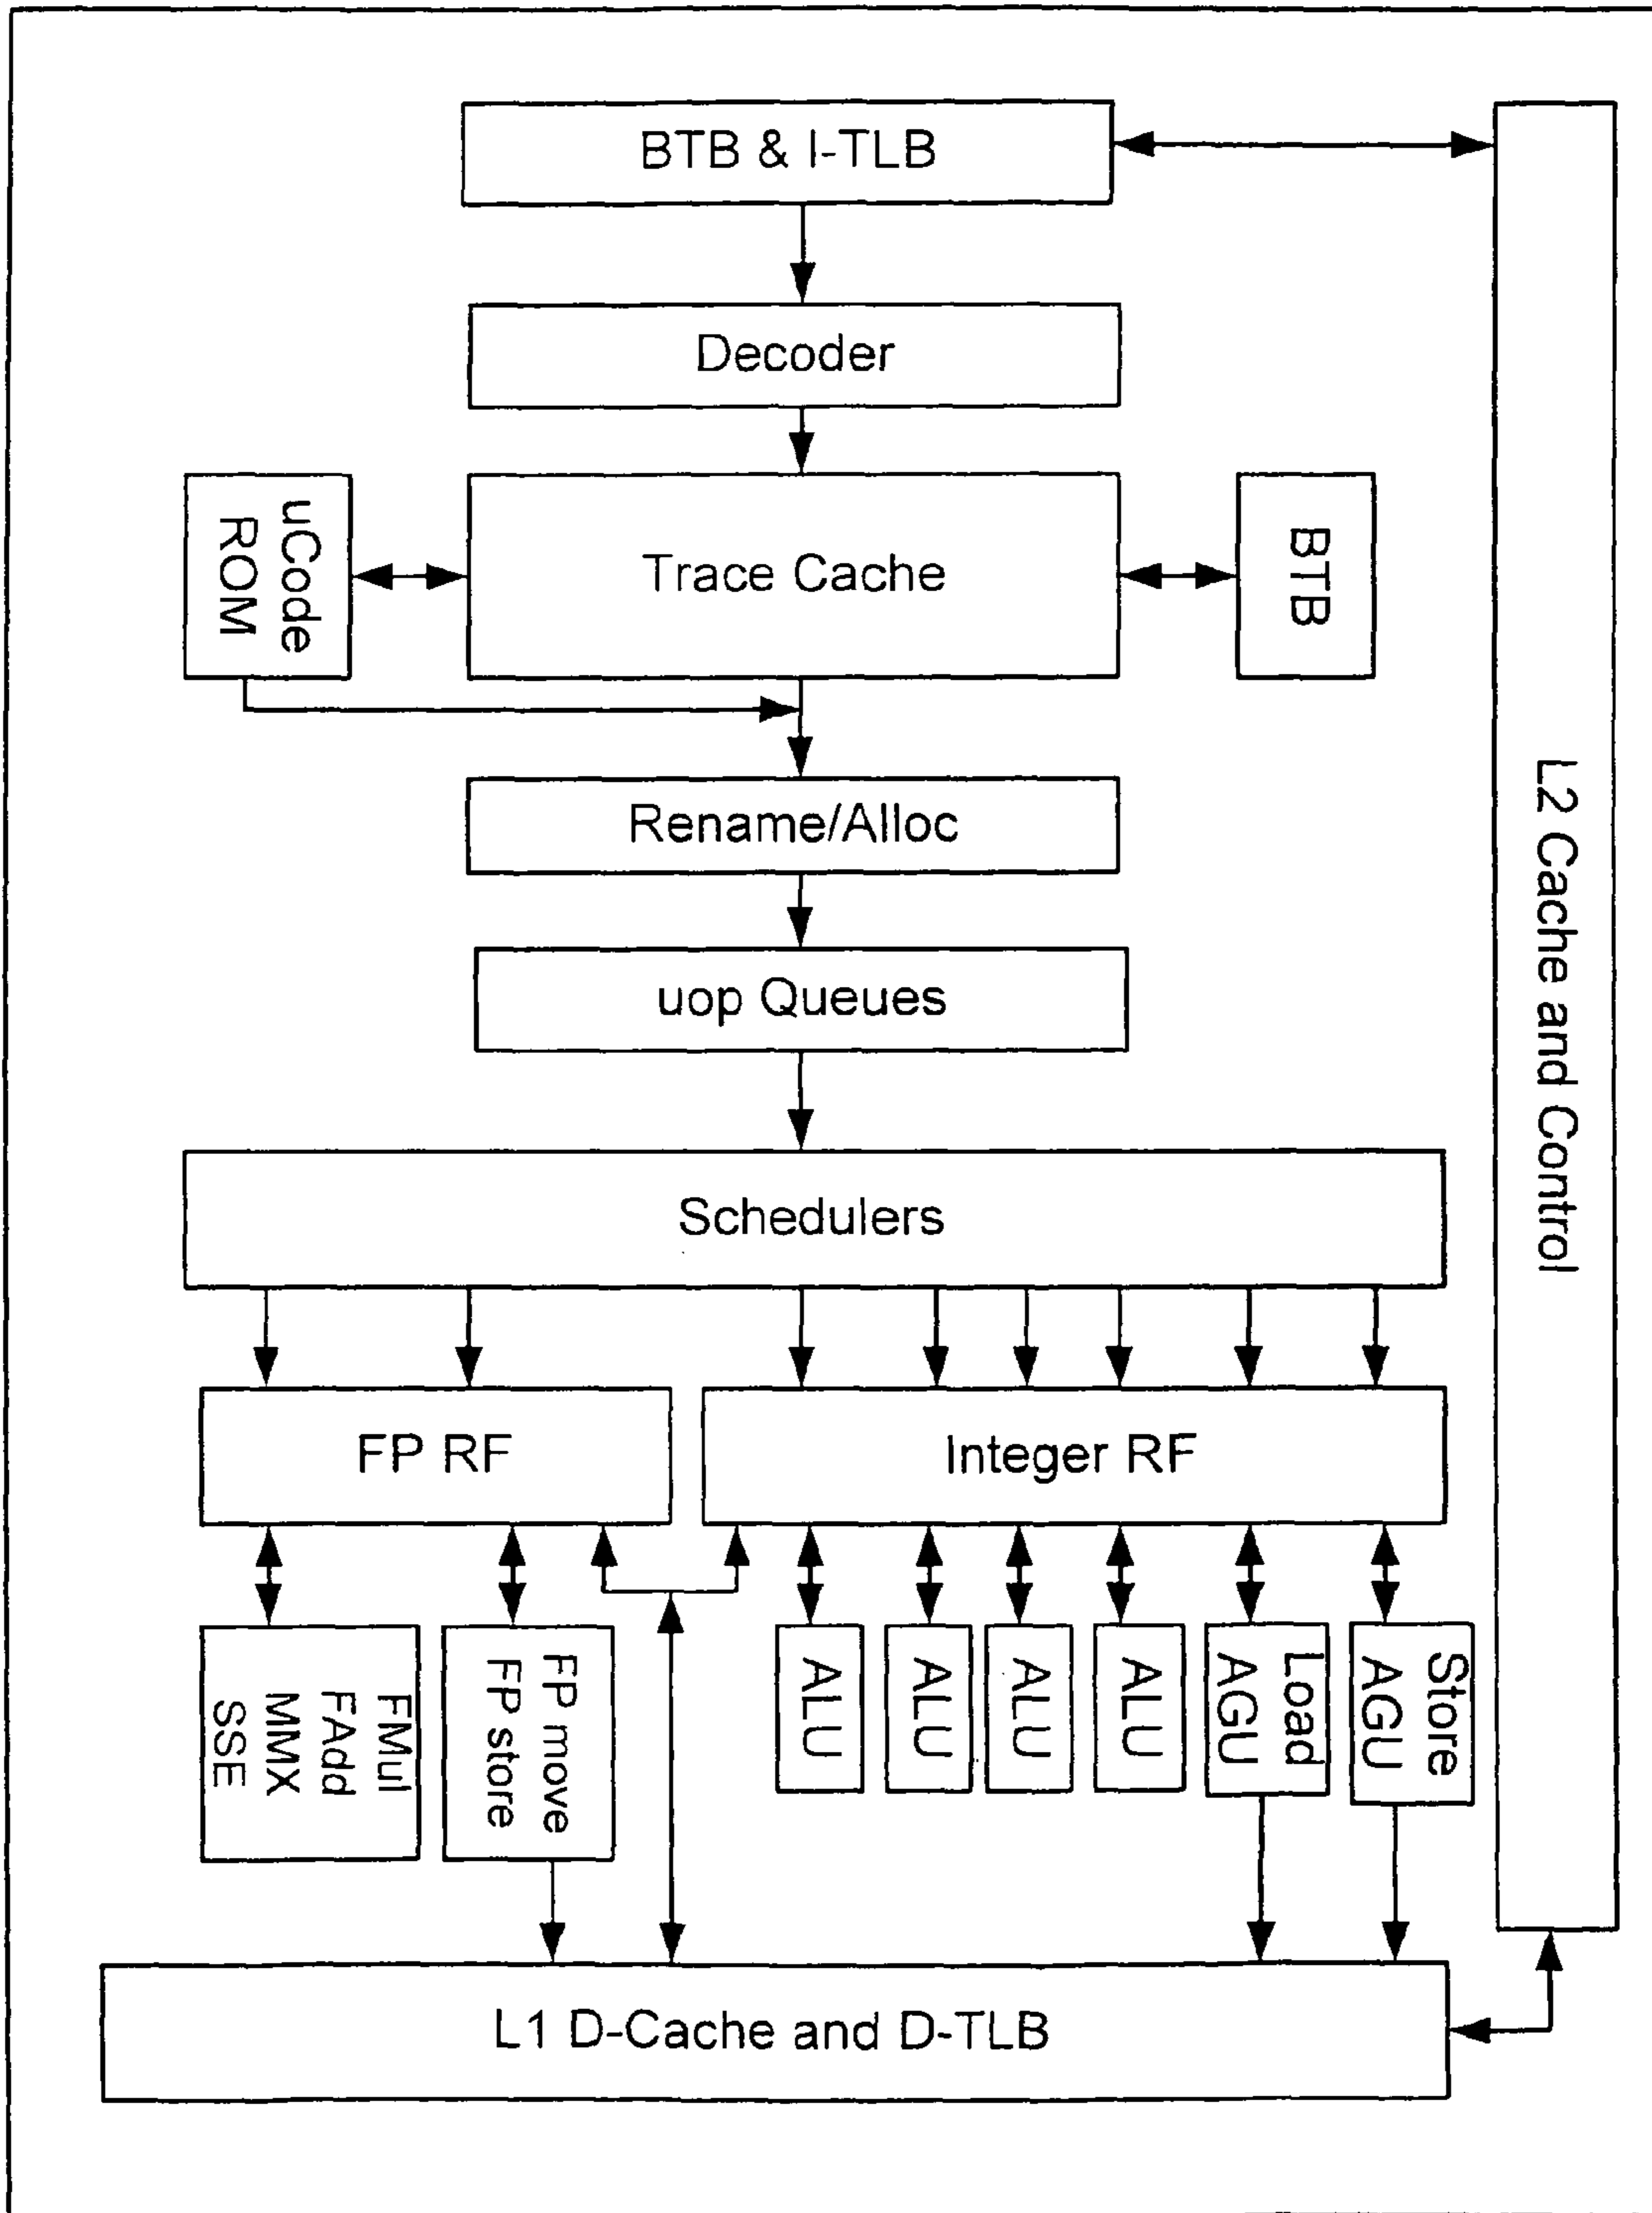 BTB & I-TLB
Decoder
uCode
ROM
Trace Cache
BTB
L2 Cache and Control
Rename/Alloc
uop Queues
Schedulers
FP RF
Integer RF
FMul
FAdd
MMX
SSE
FP move
FP store
ALU
ALU
ALU
ALU
Load
AGU
Store
AGU
L1 D-Cache and D-TLB